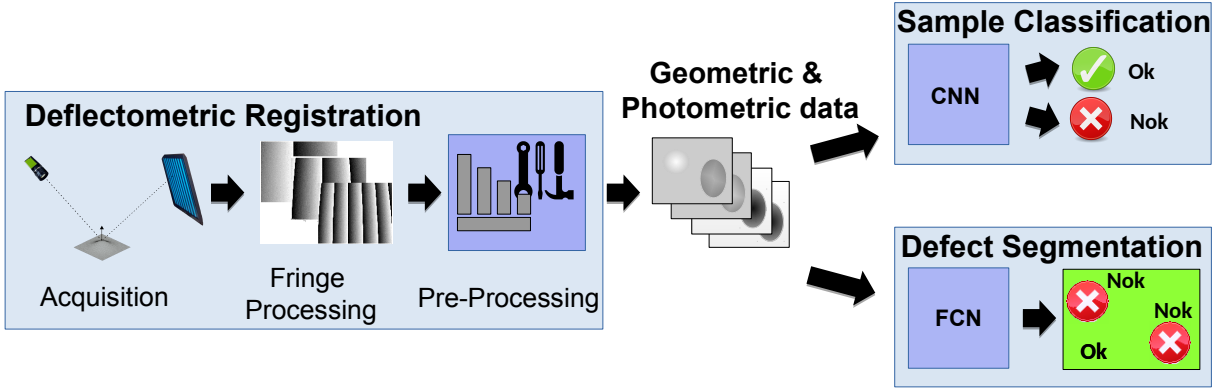 Deflectometric Registration
Acquisition
Fringe
Processing
Pre-Processing
Geometric &
Photometric data
Sample Classification
CNN
Ok
Nok
Defect Segmentation
FCN
Nok
Nok
Ok